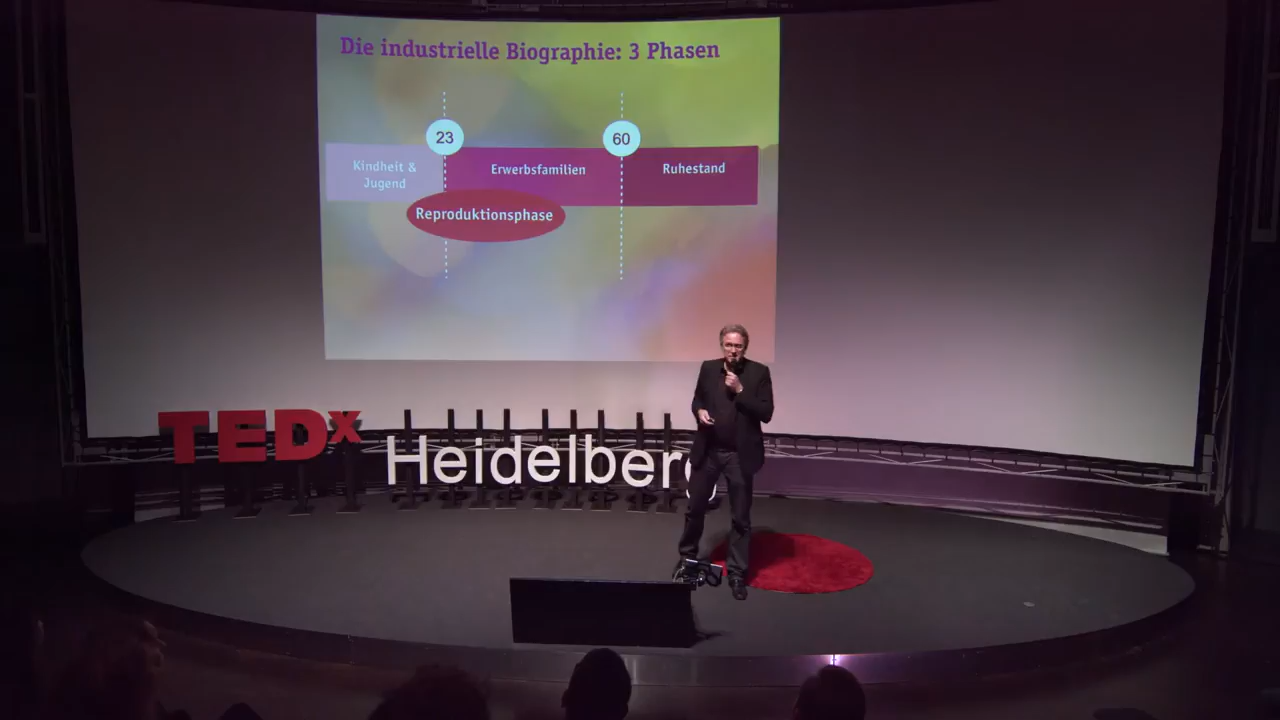 Die industrielle Biographie: 3 Phasen
23
60
Kindheit &
Jugend
Erwerbsfamilien
Ruhestand
Reproduktionsphase
TEDx
Heidelberg